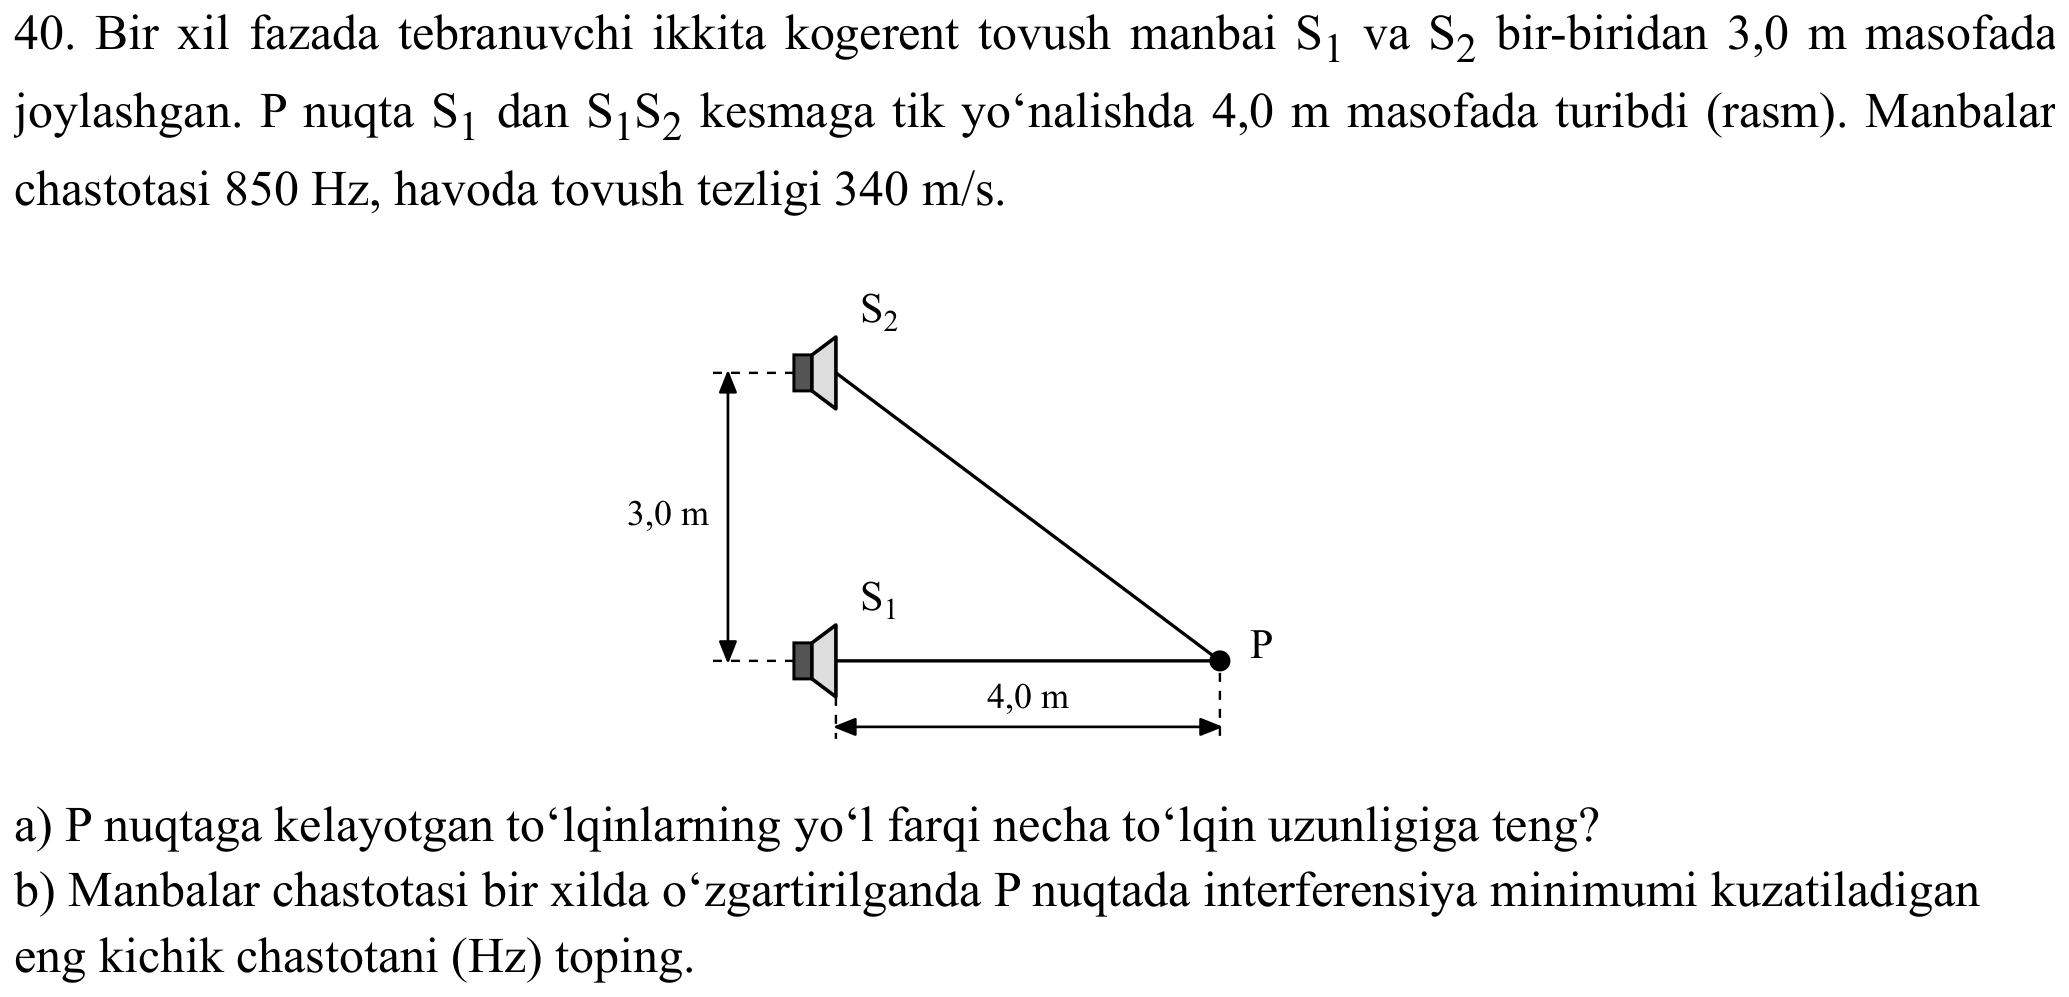 40. Bir xil fazada tebranuvchi ikkita kogerent tovush manbai S₁ va S₂ bir-biridan 3,0 m masofada
joylashgan. P nuqta S₁ dan S₁S₂ kesmaga tik yo‘nalishda 4,0 m masofada turibdi (rasm). Manbalar
chastotasi 850 Hz, havoda tovush tezligi 340 m/s.
S₂
3,0 m
S₁
P
4,0 m
a) P nuqtaga kelayotgan to‘lqinlarning yo‘l farqi necha to‘lqin uzunligiga teng?
b) Manbalar chastotasi bir xilda o‘zgartirilganda P nuqtada interferensiya minimumi kuzatiladigan
eng kichik chastotani (Hz) toping.